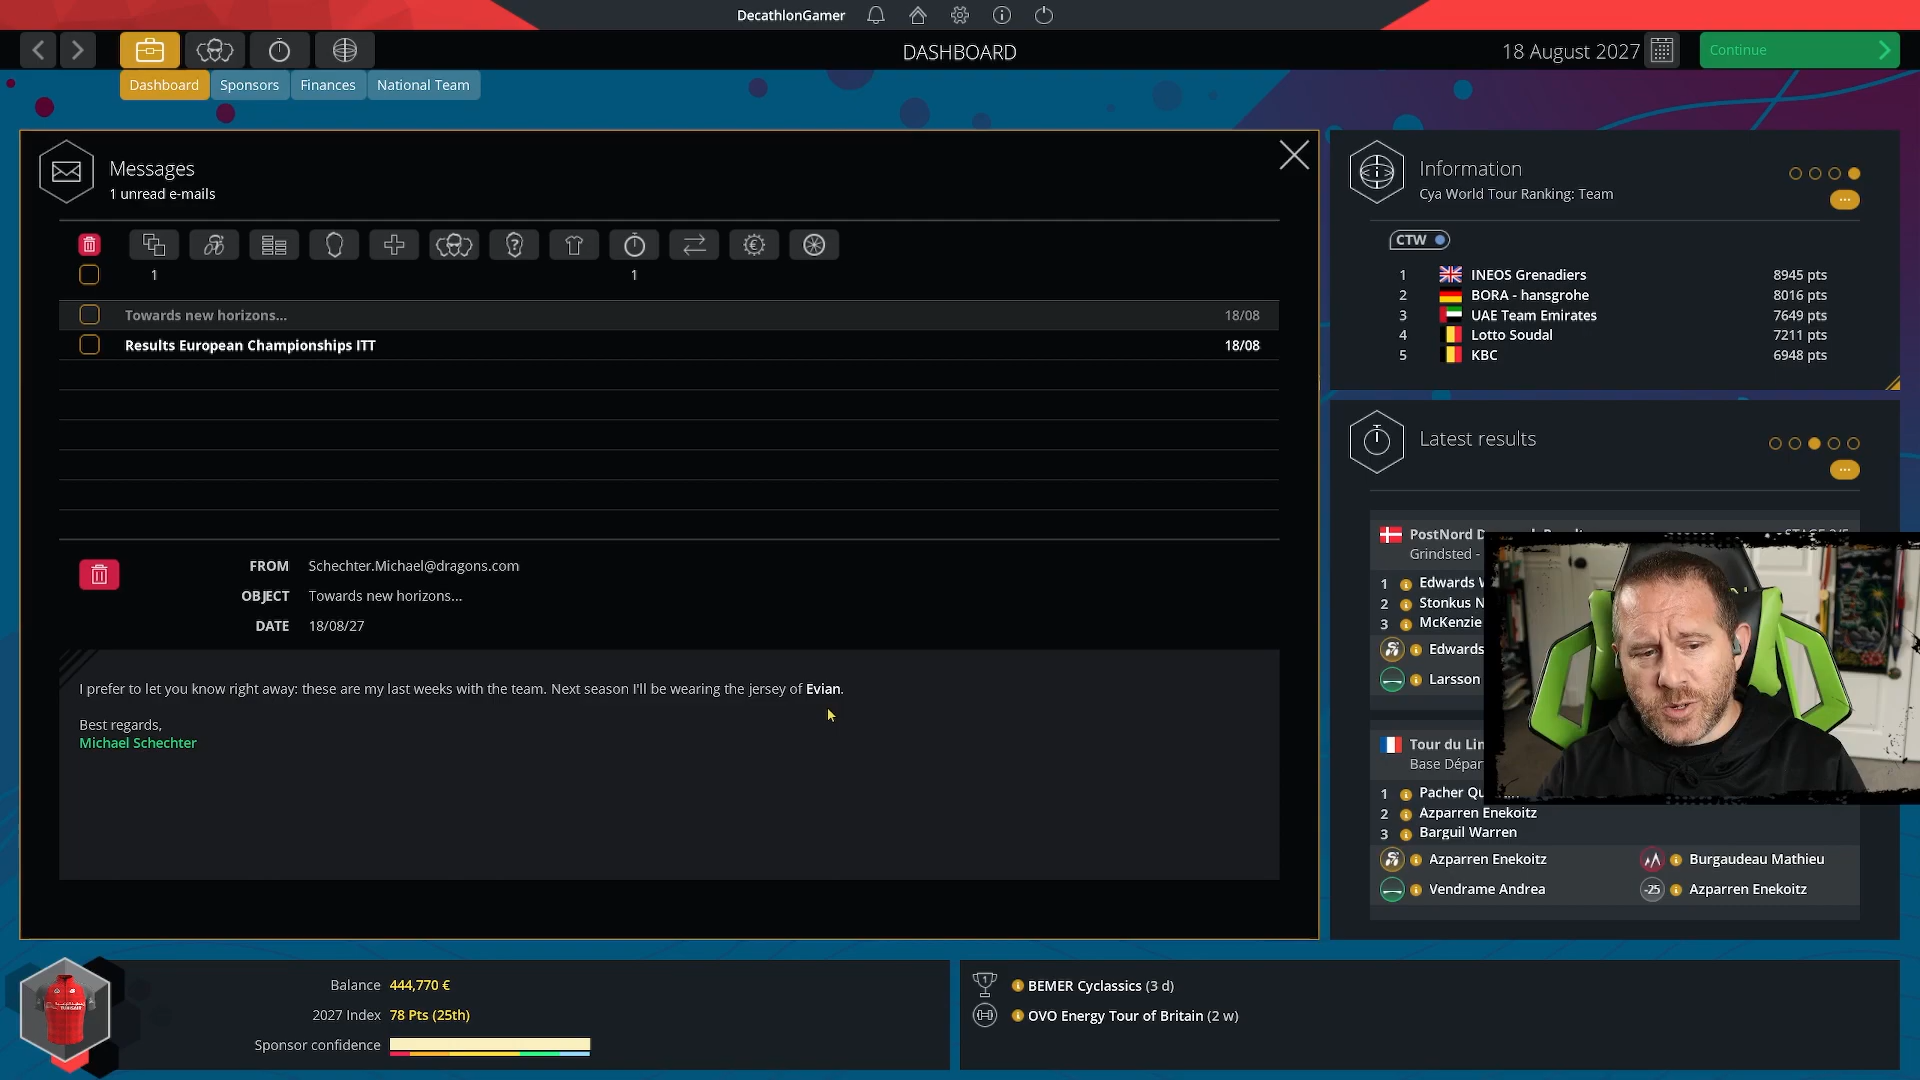 DecathlonGamer
DASHBOARD
18 August 2027
Continue
Dashboard
Sponsors
Finances
National Team
Messages
1 unread e-mails
1
1
Towards new horizons...
18/08
Results European Championships ITT
18/08
FROM Schechter.Michael@dragons.com
OBJECT Towards new horizons...
DATE 18/08/27
I prefer to let you know right away: these are my last weeks with the team. Next season I'll be wearing the jersey of Evian.
Best regards,
Michael Schechter
Information
Cya World Tour Ranking: Team
CTW
1 INEOS Grenadiers 8945 pts
2 BORA - hansgrohe 8016 pts
3 UAE Team Emirates 7649 pts
4 Lotto Soudal 7211 pts
5 KBC 6948 pts
Latest results
PostNord
Grindsted -
1 Edwards
2 Stonkus
3 McKenzie
Edwards
Larsson
Tour du
Base
1 Pacher
2 Azparren Enekoitz
3 Barguil Warren
Azparren Enekoitz
Burgaudeau Mathieu
Vendrame Andrea
-25 Azparren Enekoitz
Balance 444,770 €
2027 Index 78 Pts (25th)
Sponsor confidence
BEMER Cyclassics (3 d)
OVO Energy Tour of Britain (2 w)